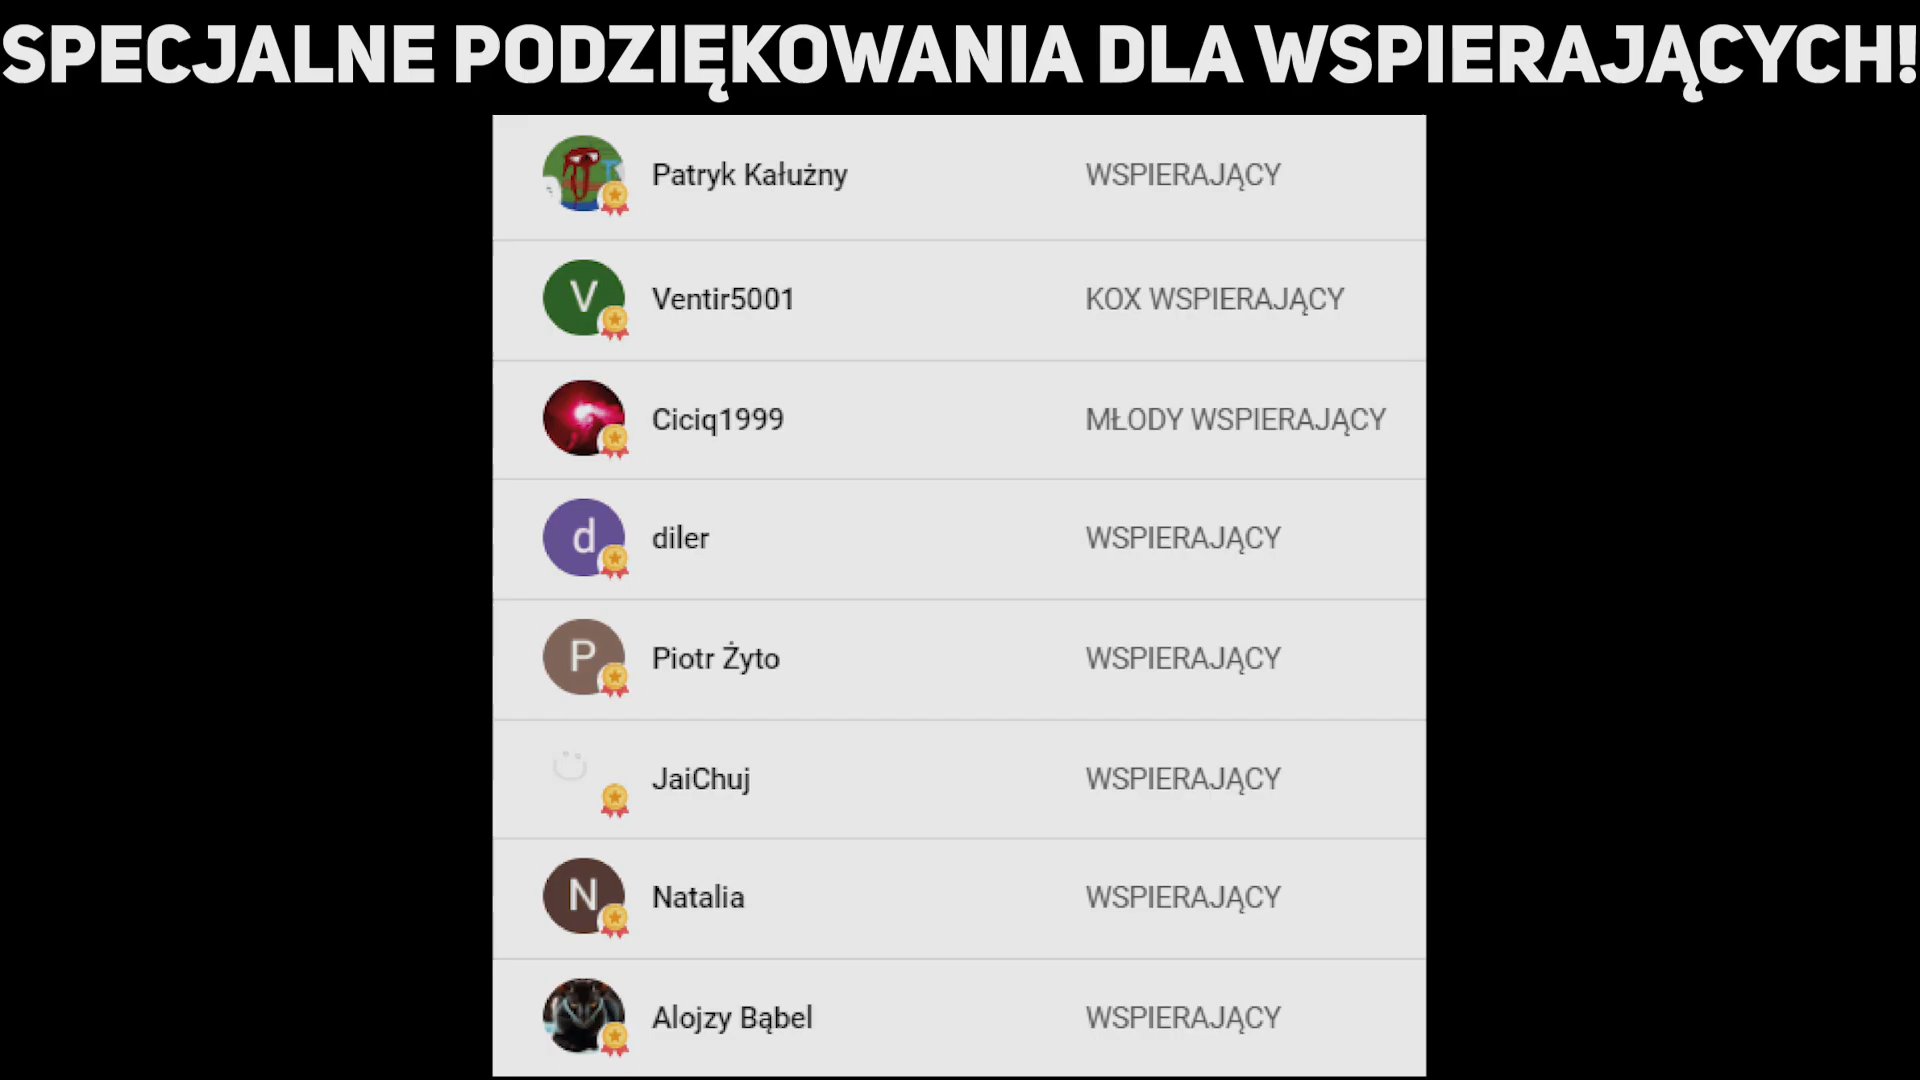 SPECJALNE PODZIĘKOWANIA DLA WSPIERAJĄCYCH!
Patryk Kałużny WSPIERAJĄCY
V Ventir5001 KOX WSPIERAJĄCY
Ciciq1999 MŁODY WSPIERAJĄCY
d diler WSPIERAJĄCY
P Piotr Żyto WSPIERAJĄCY
JaiChuj WSPIERAJĄCY
N Natalia WSPIERAJĄCY
Alojzy Bąbel WSPIERAJĄCY